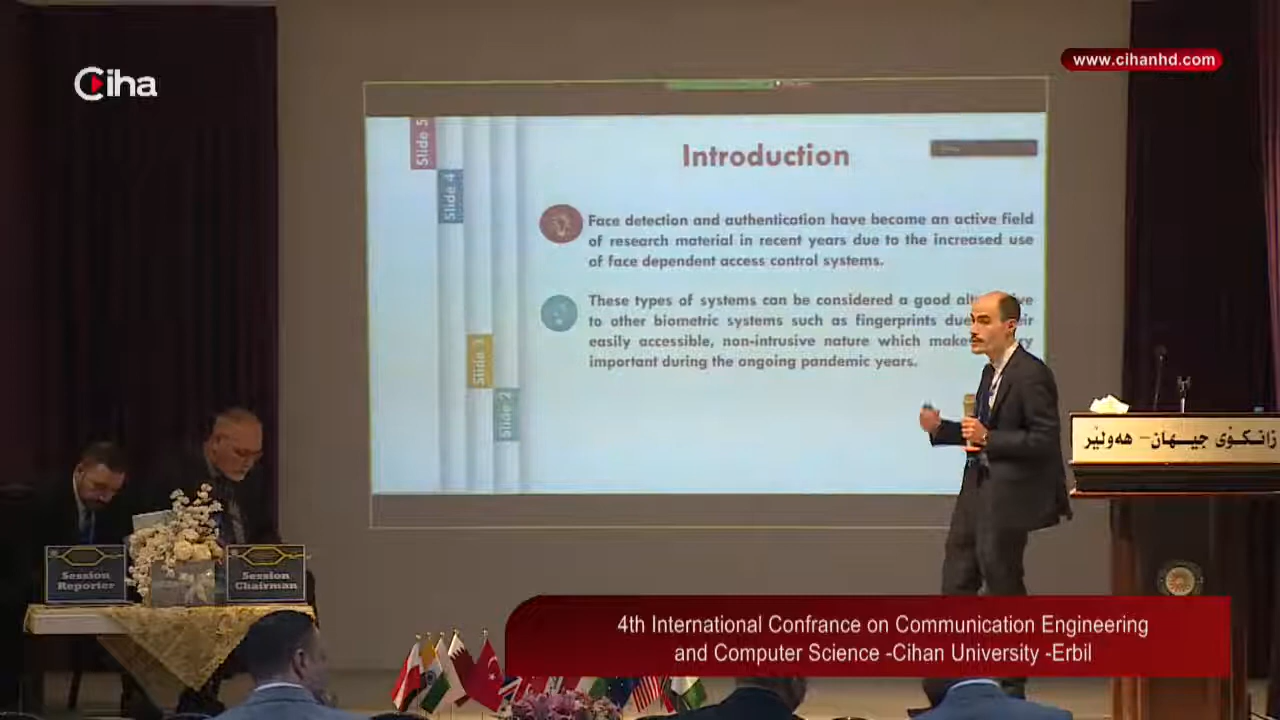 Ciha
www.cihanhd.com
Slide 5
Slide 4
Slide 3
Slide 2
Introduction
Face detection and authentication have become an active field
of research material in recent years due to the increased use
of face dependent access control systems.
These types of systems can be considered a good
to other biometric systems such as fingerprints
easily accessible, non-intrusive nature which
important during the ongoing pandemic years.
زانکۆی جیهان - هەولێر
Session
Reporter
Session
Chairman
4th International Confrance on Communication Engineering
and Computer Science -Cihan University -Erbil